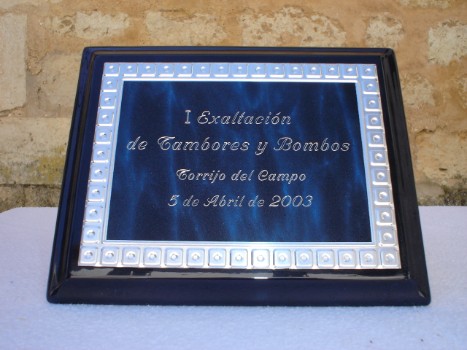 I Exaltación
de Tambores y Bombos
Torrijo del Campo
5 de Abril de 2003